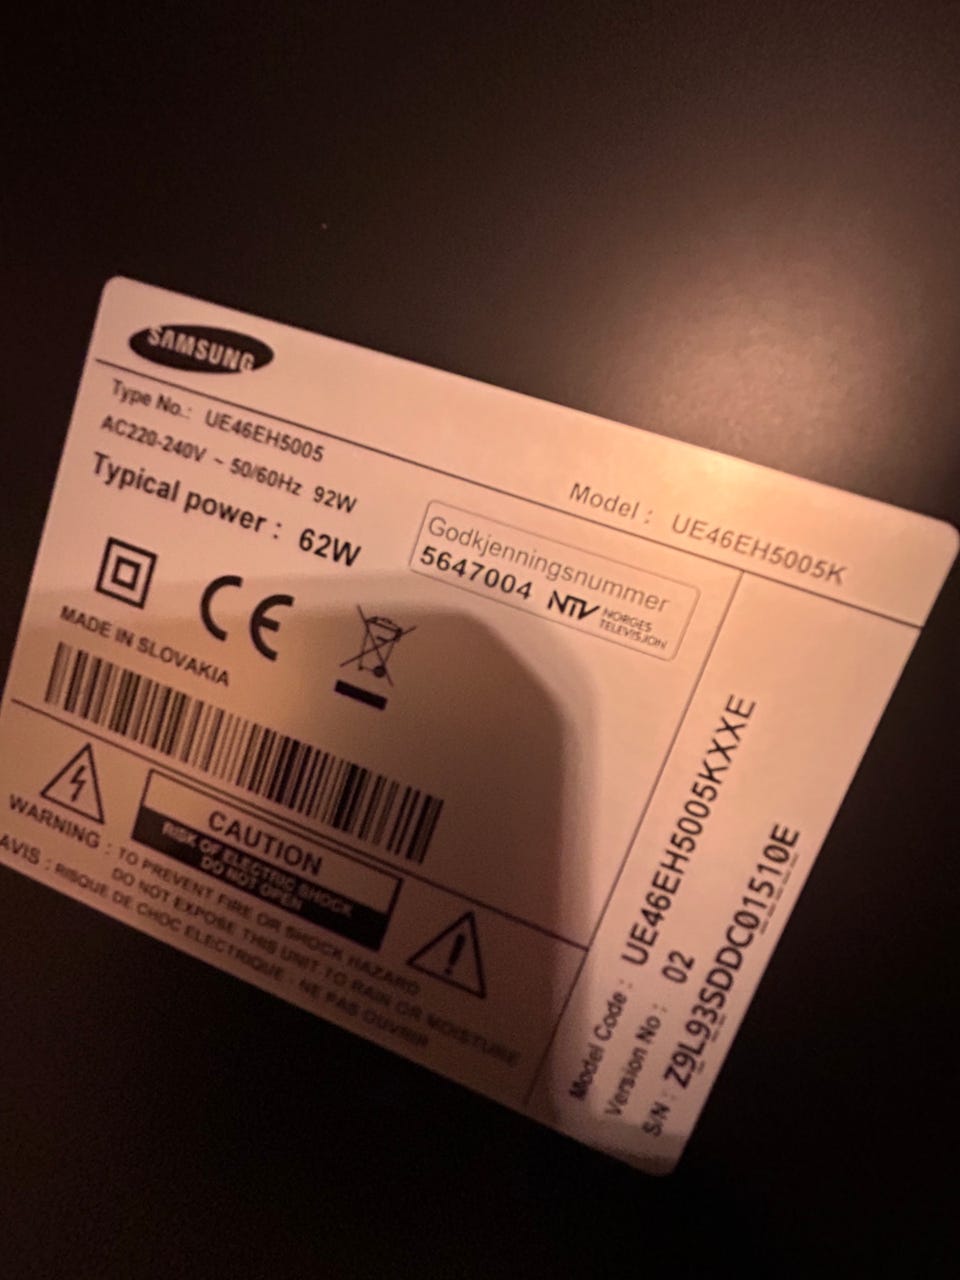 SAMSUNG
Type No.: UE46EH5005
Model : UE46EH5005K
AC220-240V ~ 50/60Hz 92W
Typical power : 62W
Godkjenningsnummer
5647004 NTV NORGES
TELEVISJON
CE
MADE IN SLOVAKIA
CAUTION
RISK OF ELECTRIC SHOCK
DO NOT OPEN
WARNING : TO PREVENT FIRE OR SHOCK HAZARD
DO NOT EXPOSE THIS UNIT TO RAIN OR MOISTURE
AVIS : RISQUE DE CHOC ELECTRIQUE - NE PAS OUVRIR
Model Code : UE46EH5005KXXE
Version No : 02
S/N : Z9L93SDDC01510E